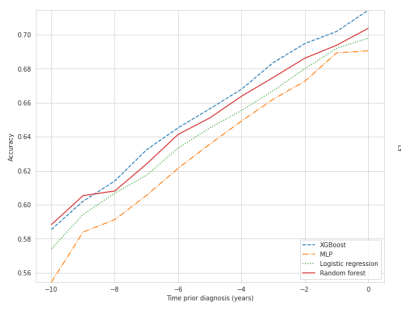 0.70
0.68
0.66
0.64
0.62
0.60
0.58
0.56
Accuracy
−10
−8
−6
−4
−2
0
Time prior diagnosis (years)
XGBoost
MLP
Logistic regression
Random forest